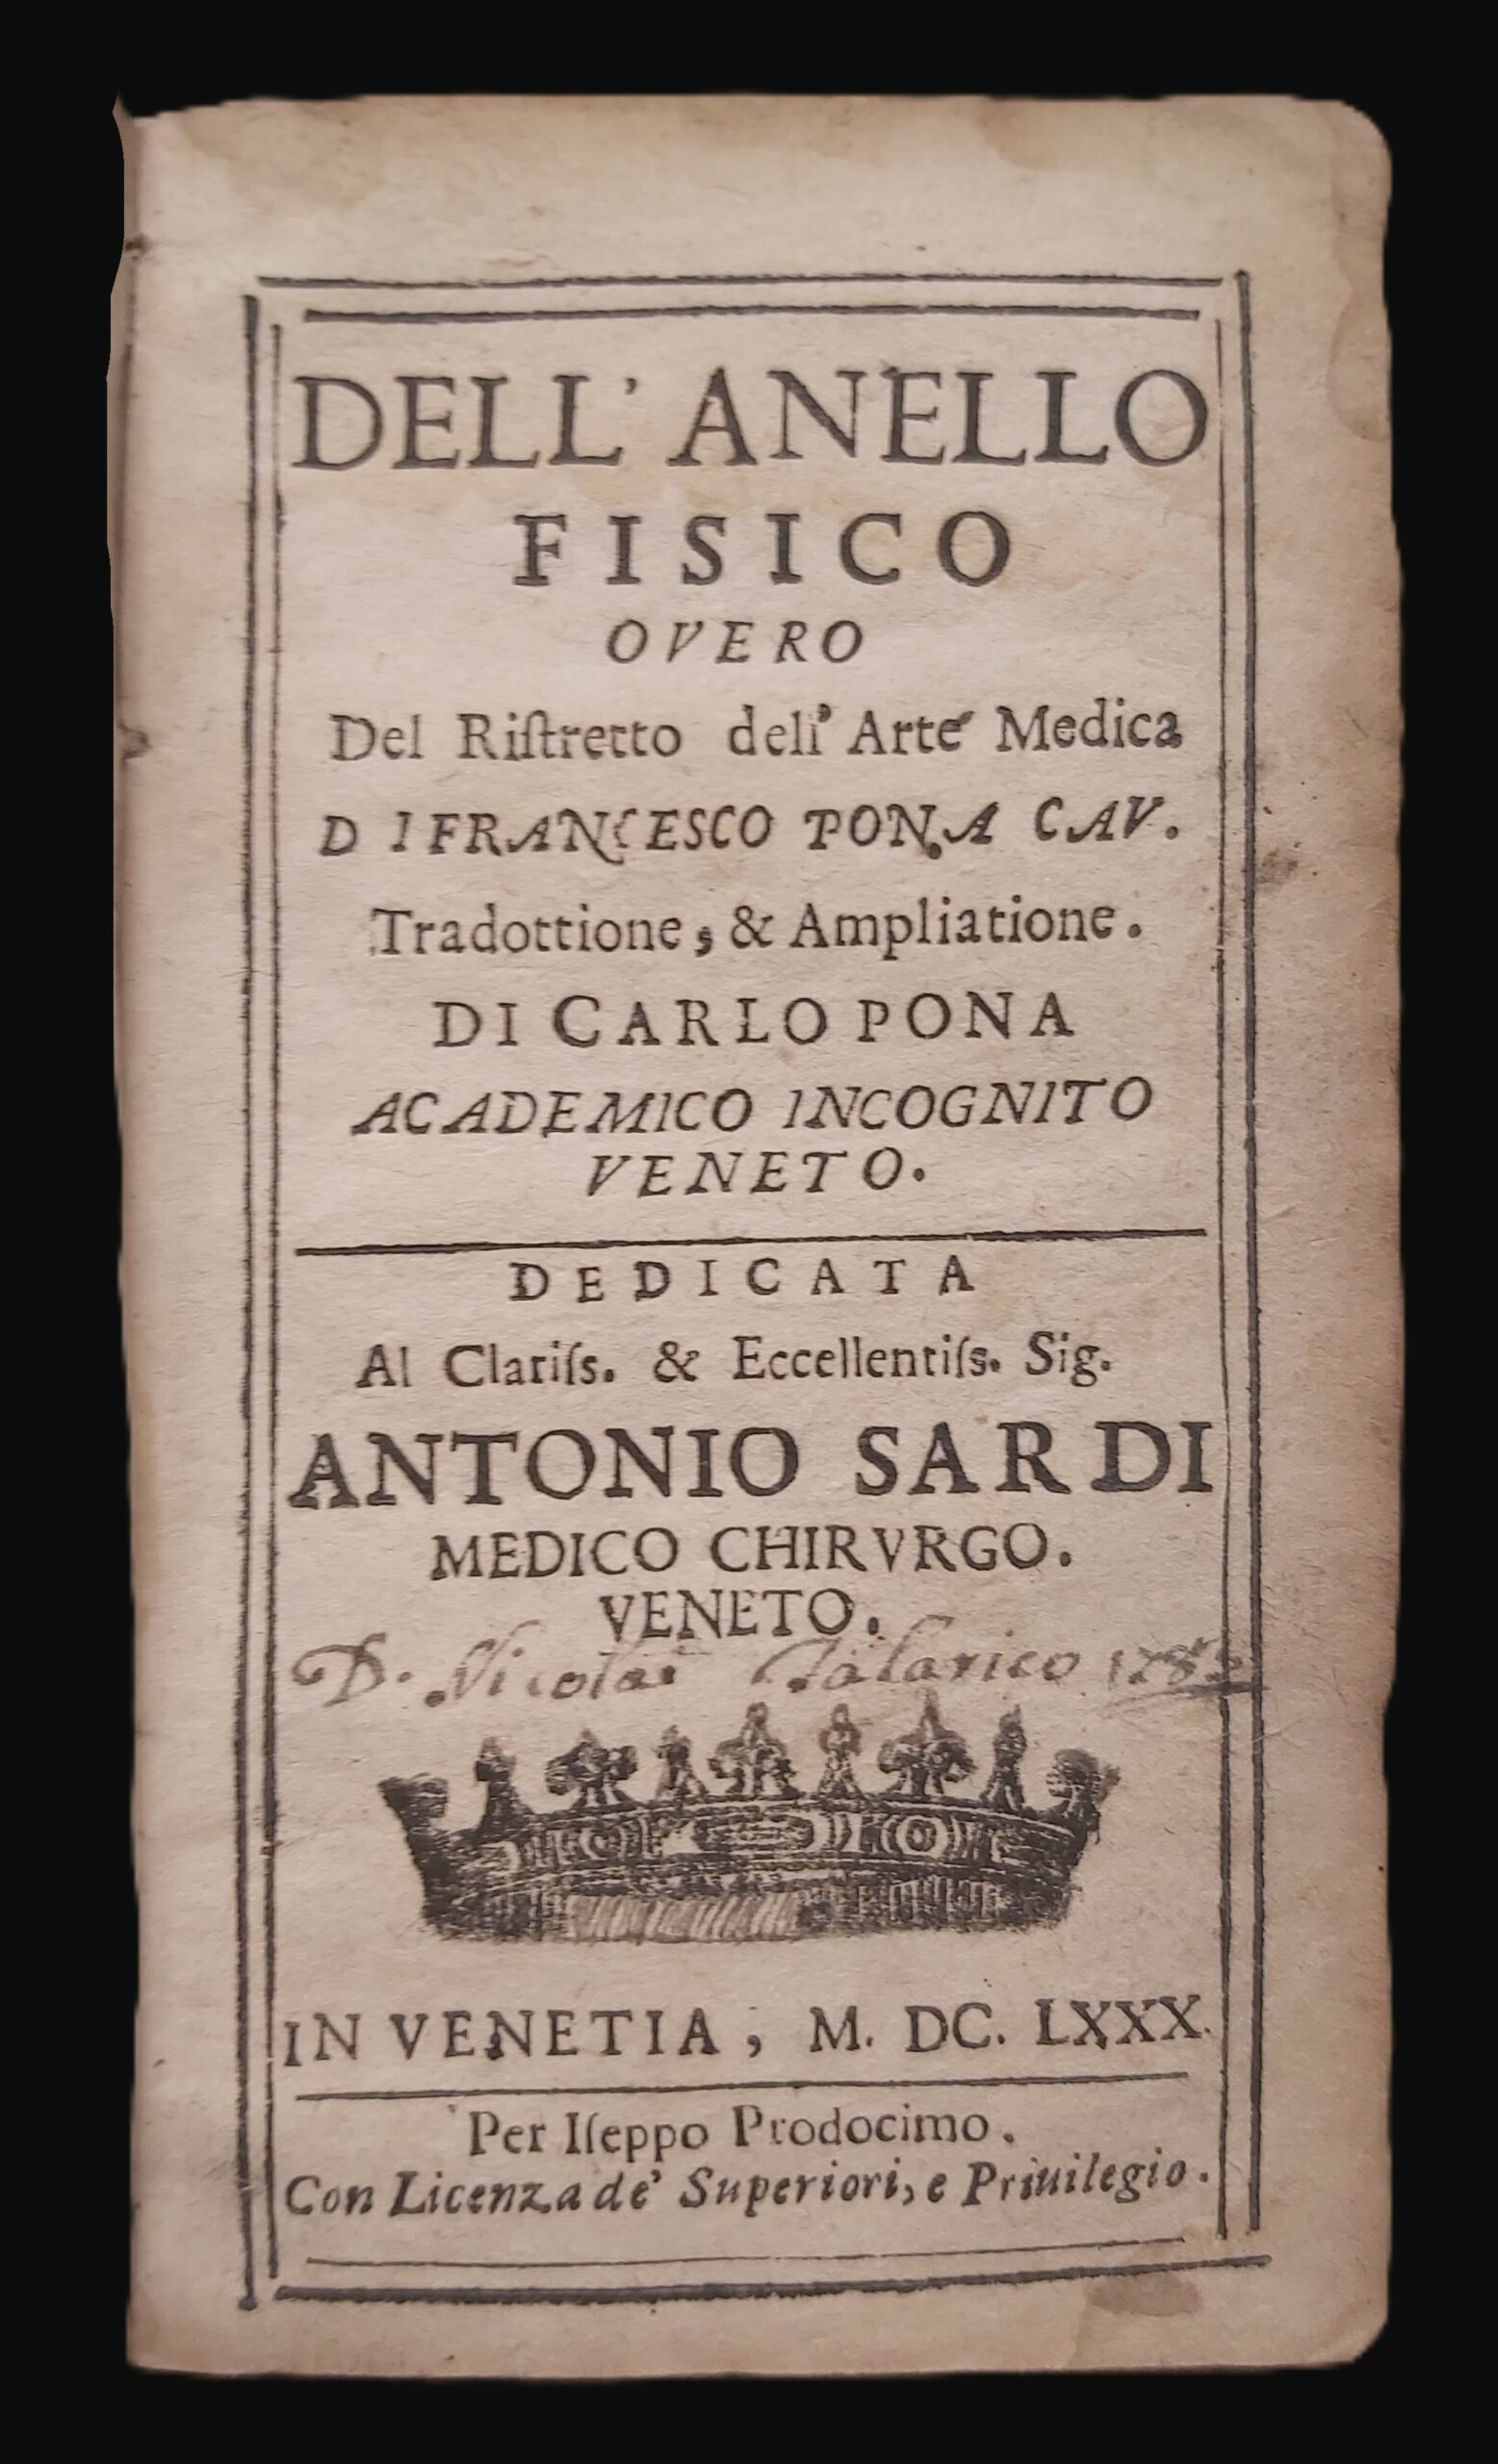 DELL' ANELLO
FISICO
OVERO
Del Riſtretto dell' Arte Medica
DI FRANCESCO PONA CAV.
Tradottione, & Ampliatione.
DI CARLO PONA
ACADEMICO INCOGNITO
VENETO.
DEDICATA
Al Clariſs. & Eccellentiſs. Sig.
ANTONIO SARDI
MEDICO CHIRVRGO.
VENETO.
D. Nicolai Talarico
IN VENETIA, M. DC. LXXX.
Per Iſeppo Prodocimo.
Con Licenza de' Superiori, e Priuilegio.